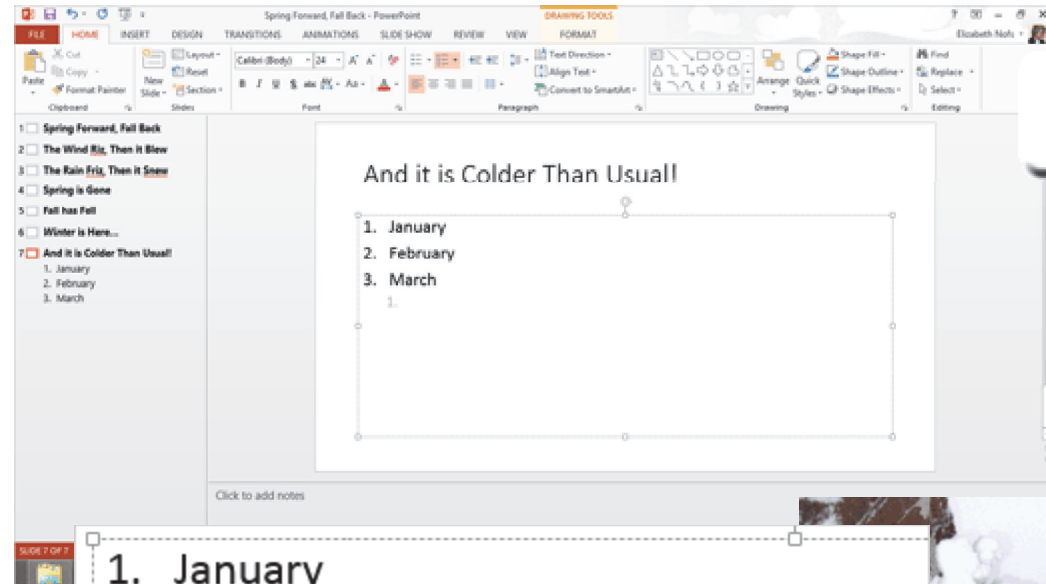 Spring Forward, Fall Back - PowerPoint
DRAWING TOOLS
FILE HOME INSERT DESIGN TRANSITIONS ANIMATIONS SLIDE SHOW REVIEW VIEW FORMAT
Elizabeth Nofs
Paste
Cut
Copy
Format Painter
Clipboard
New Slide
Layout
Reset
Section
Slides
Calibri (Body) 24
Font
Text Direction
Align Text
Convert to SmartArt
Paragraph
Arrange
Quick Styles
Shape Fill
Shape Outline
Shape Effects
Drawing
Find
Replace
Select
Editing
1 Spring Forward, Fall Back
2 The Wind Riz, Then it Blew
3 The Rain Friz, Then it Snew
4 Spring is Gone
5 Fall has Fell
6 Winter is Here...
7 And it is Colder Than Usual!
1. January
2. February
3. March
And it is Colder Than Usual!
1. January
2. February
3. March
1.
Click to add notes
SLIDE 7 OF 7
1. January